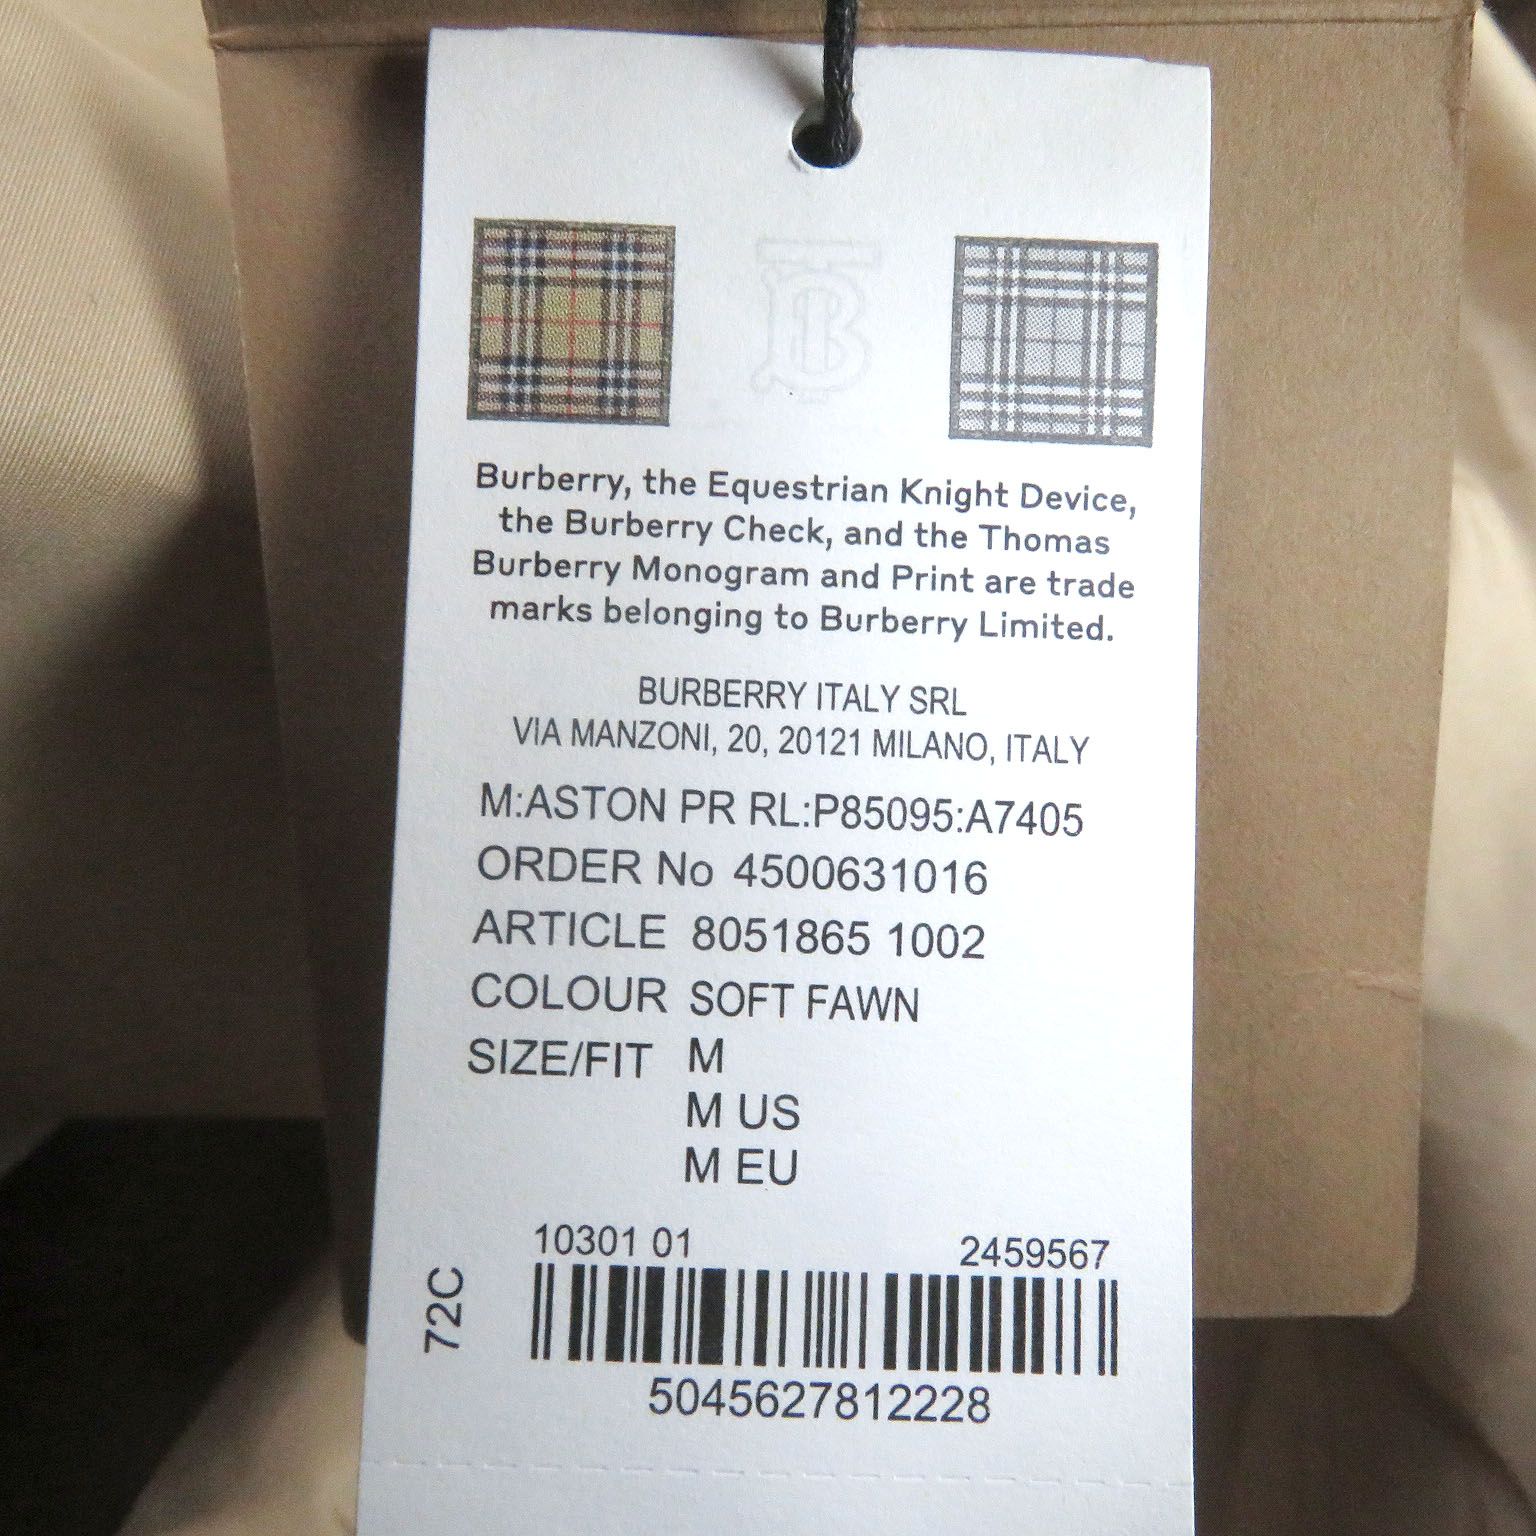 Burberry, the Equestrian Knight Device,
the Burberry Check, and the Thomas
Burberry Monogram and Print are trade
marks belonging to Burberry Limited.
BURBERRY ITALY SRL
VIA MANZONI, 20, 20121 MILANO, ITALY
M:ASTON PR RL:P85095:A7405
ORDER No 4500631016
ARTICLE 8051865 1002
COLOUR SOFT FAWN
SIZE/FIT M
M US
M EU
10301 01 2459567
72C
5045627812228